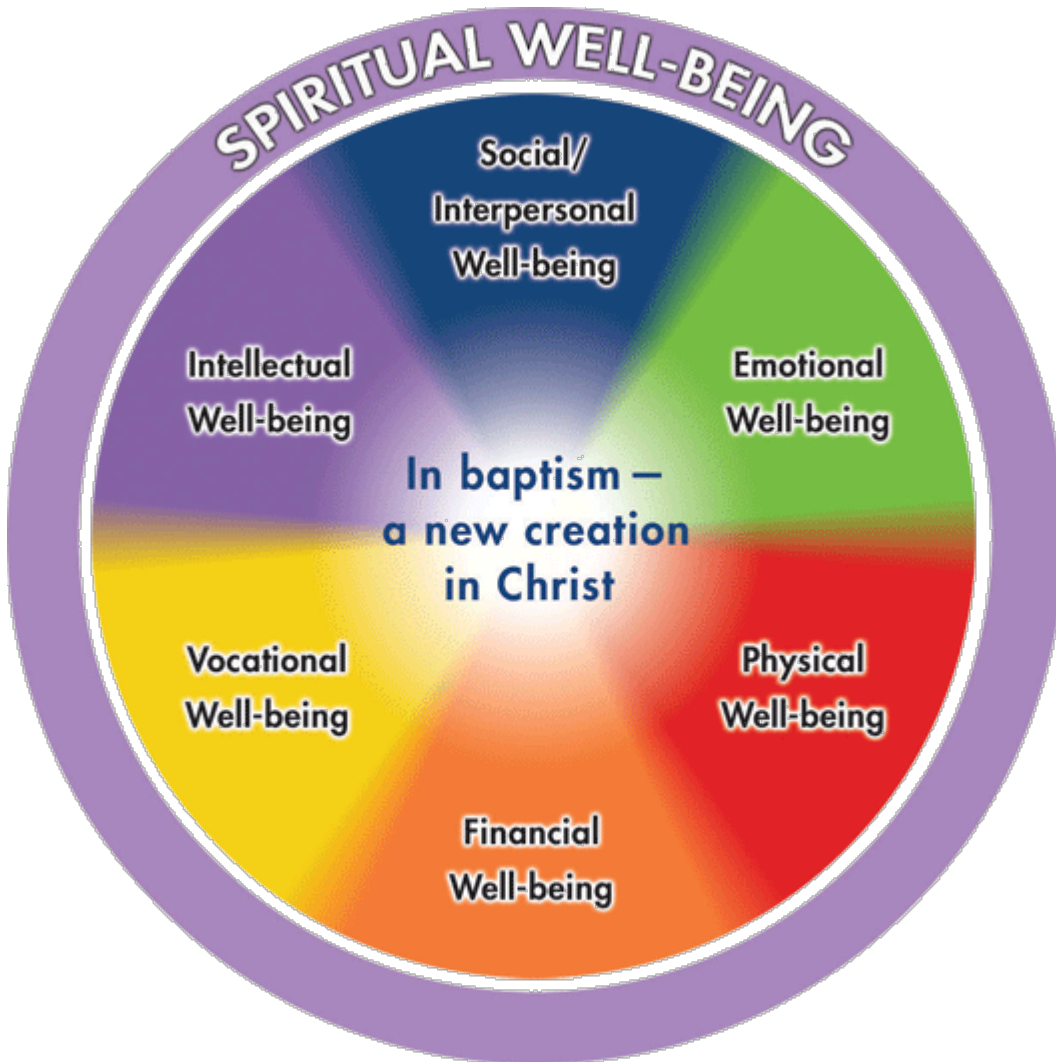 SPIRITUAL WELL-BEING
Social/
Interpersonal
Well-being
Intellectual
Well-being
Emotional
Well-being
In baptism —
a new creation
in Christ
Vocational
Well-being
Physical
Well-being
Financial
Well-being